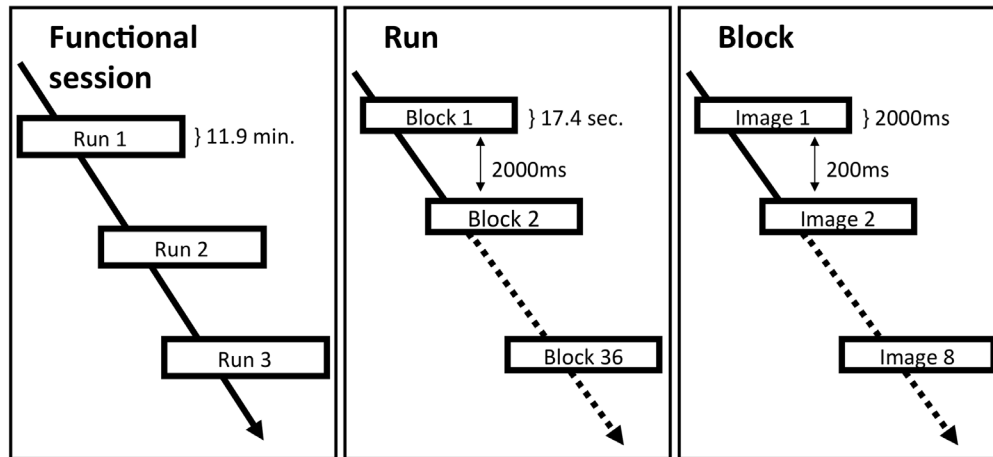 Functional
session
Run 1
} 11.9 min.
Run 2
Run 3
Run
Block 1
} 17.4 sec.
2000ms
Block 2
Block 36
Block
Image 1
} 2000ms
200ms
Image 2
Image 8